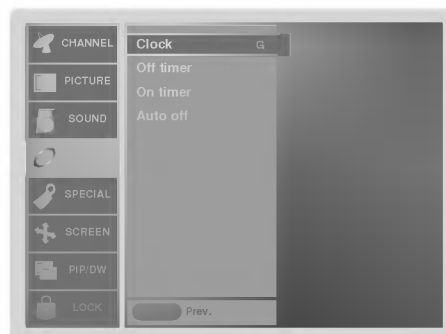 CHANNEL
PICTURE
SOUND
SPECIAL
SCREEN
PIP/DW
LOCK
Clock G
Off timer
On timer
Auto off
Prev.